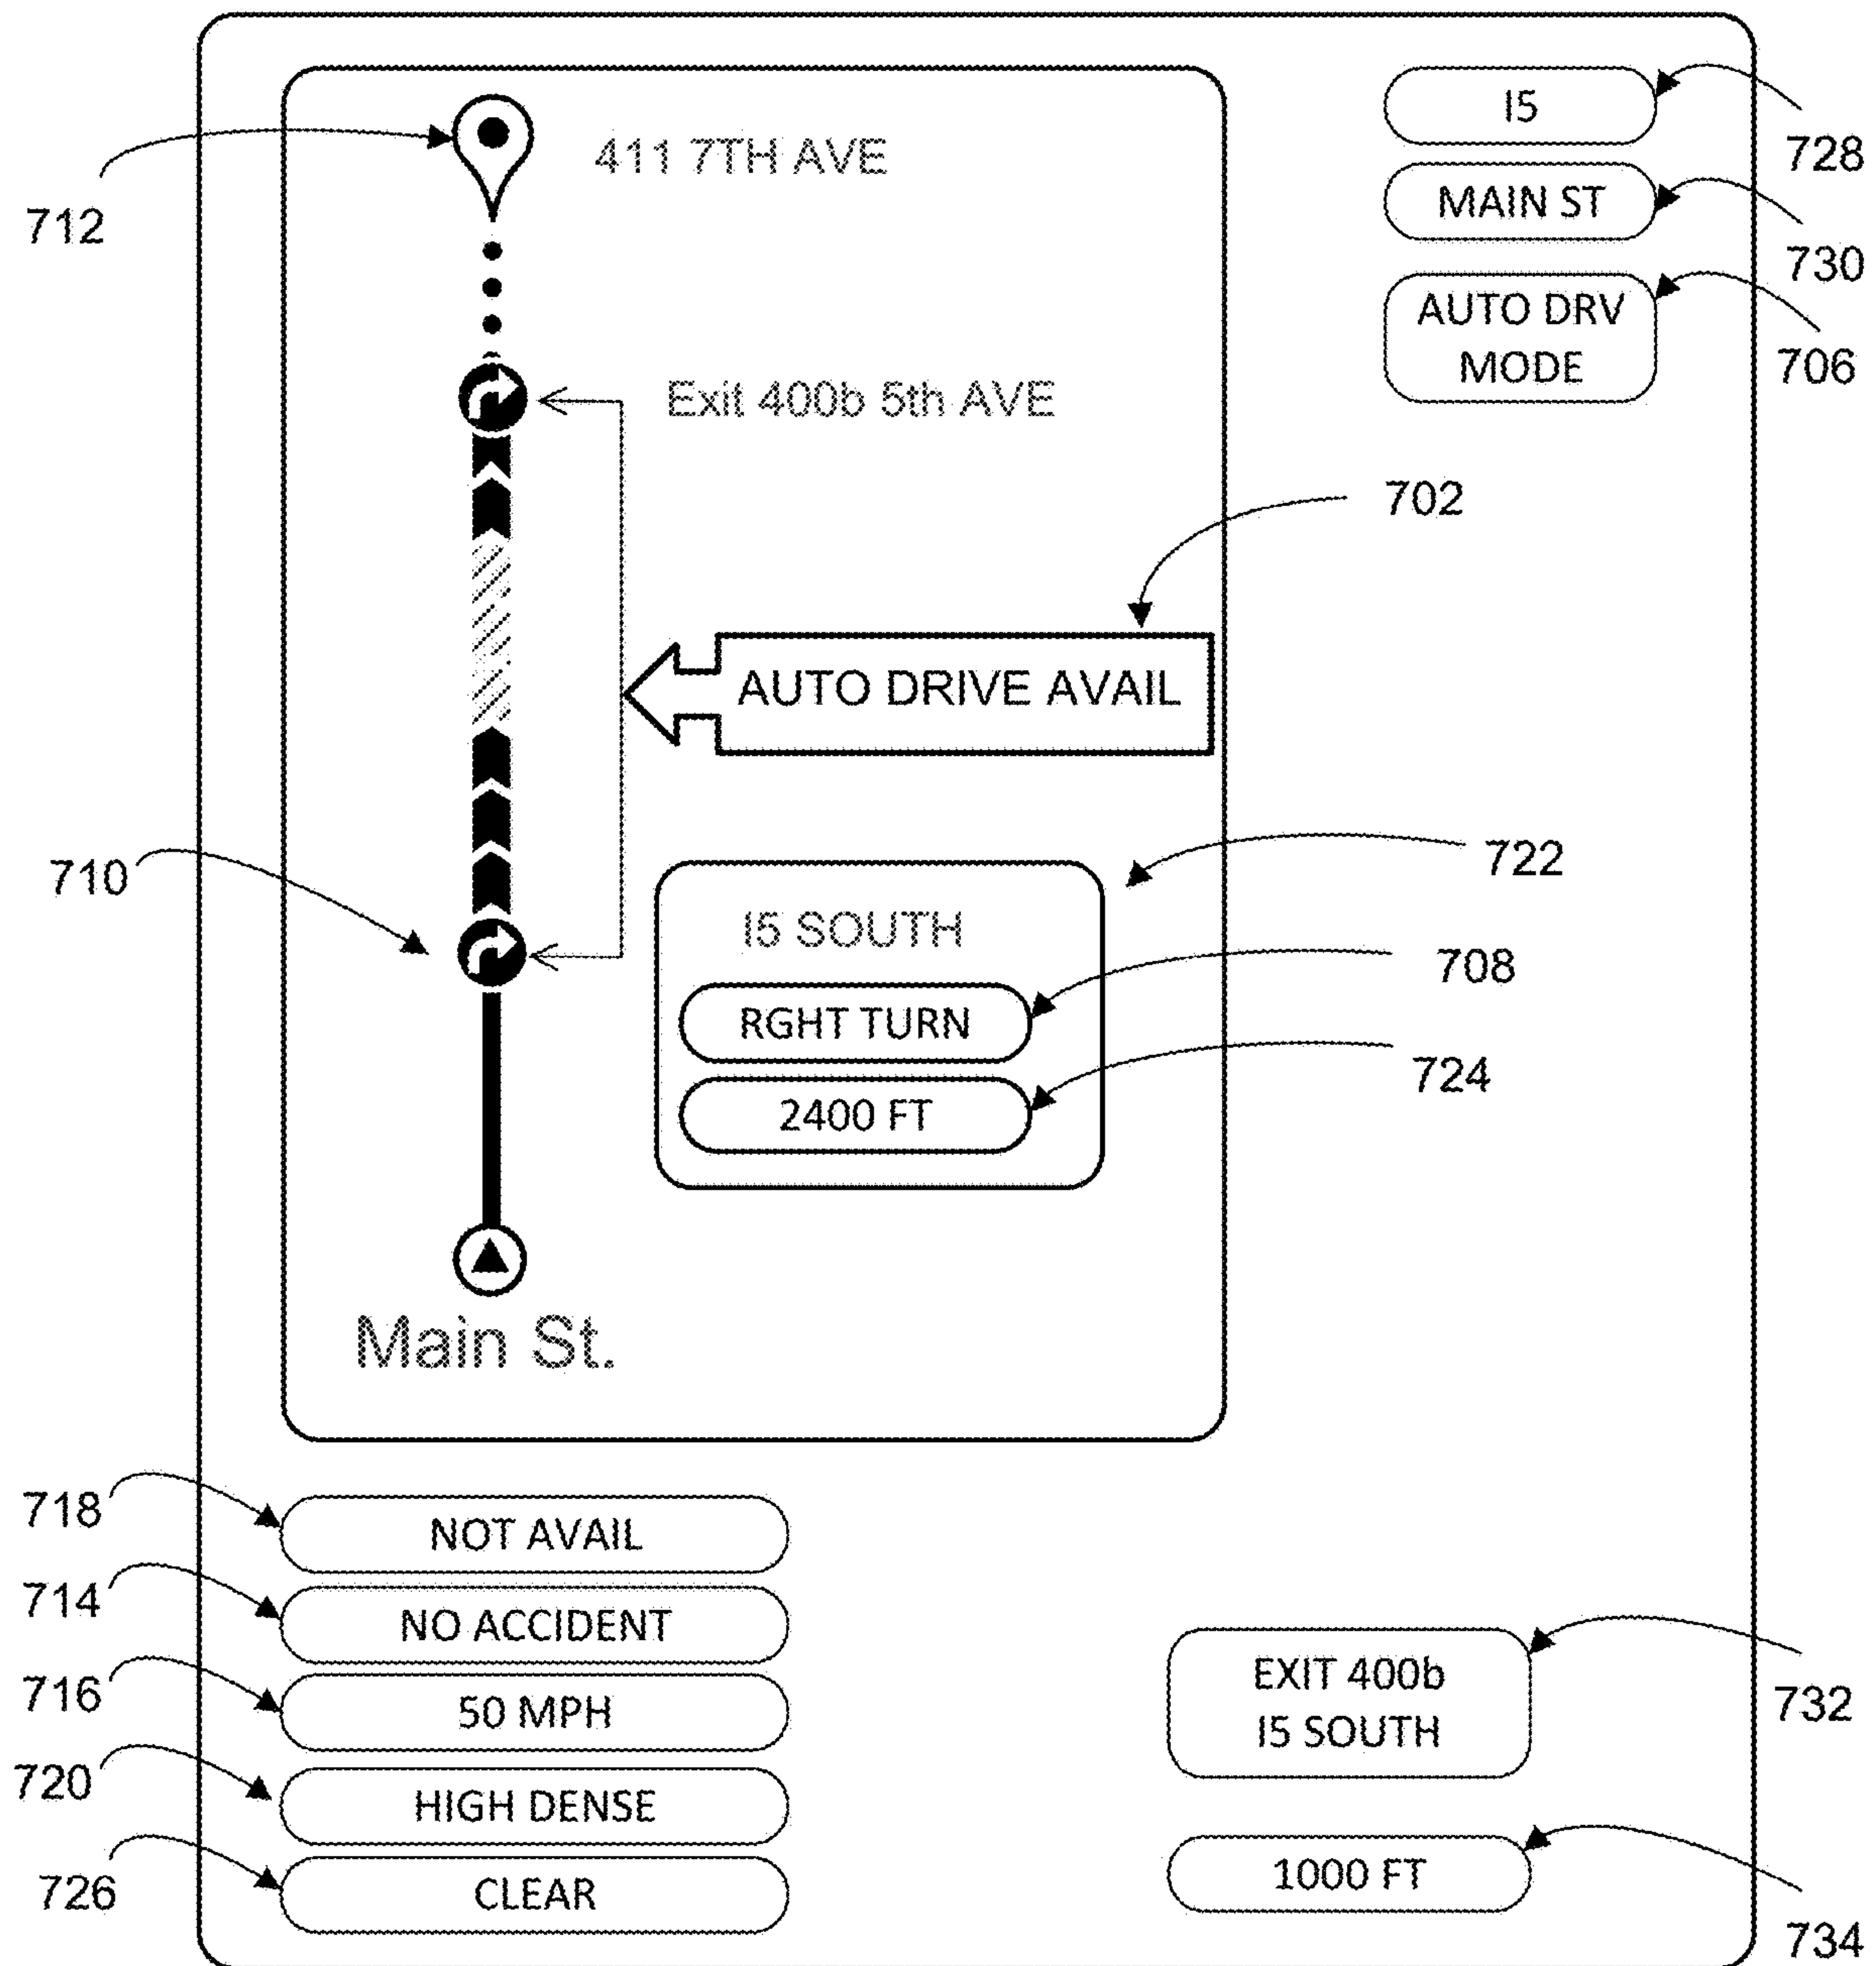 I5
728
411 7TH AVE
712
MAIN ST
730
AUTO DRV
MODE
706
Exit 400b 5th AVE
702
AUTO DRIVE AVAIL
710
722
I5 SOUTH
708
RGHT TURN
724
2400 FT
Main St.
718
NOT AVAIL
714
NO ACCIDENT
716
50 MPH
EXIT 400b
I5 SOUTH
732
720
HIGH DENSE
726
CLEAR
1000 FT
734